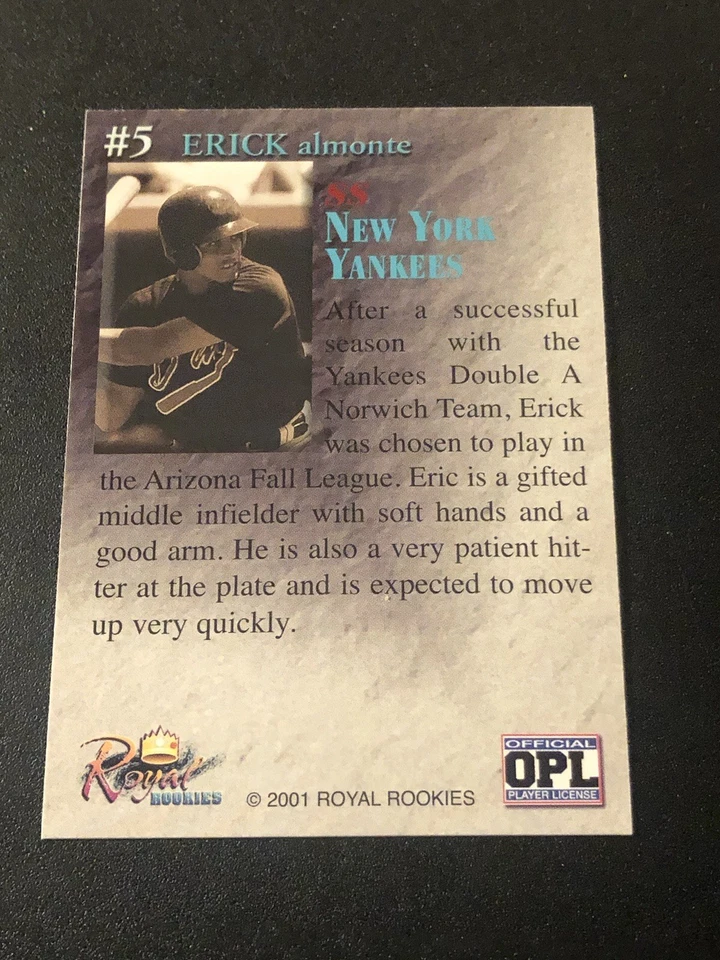 #5 ERICK almonte
SS
NEW YORK
YANKEES
After a successful
season with the
Yankees Double A
Norwich Team, Erick
was chosen to play in
the Arizona Fall League. Eric is a gifted
middle infielder with soft hands and a
good arm. He is also a very patient hit-
ter at the plate and is expected to move
up very quickly.
Royal
ROOKIES
© 2001 ROYAL ROOKIES
OFFICIAL
OPL
PLAYER LICENSE